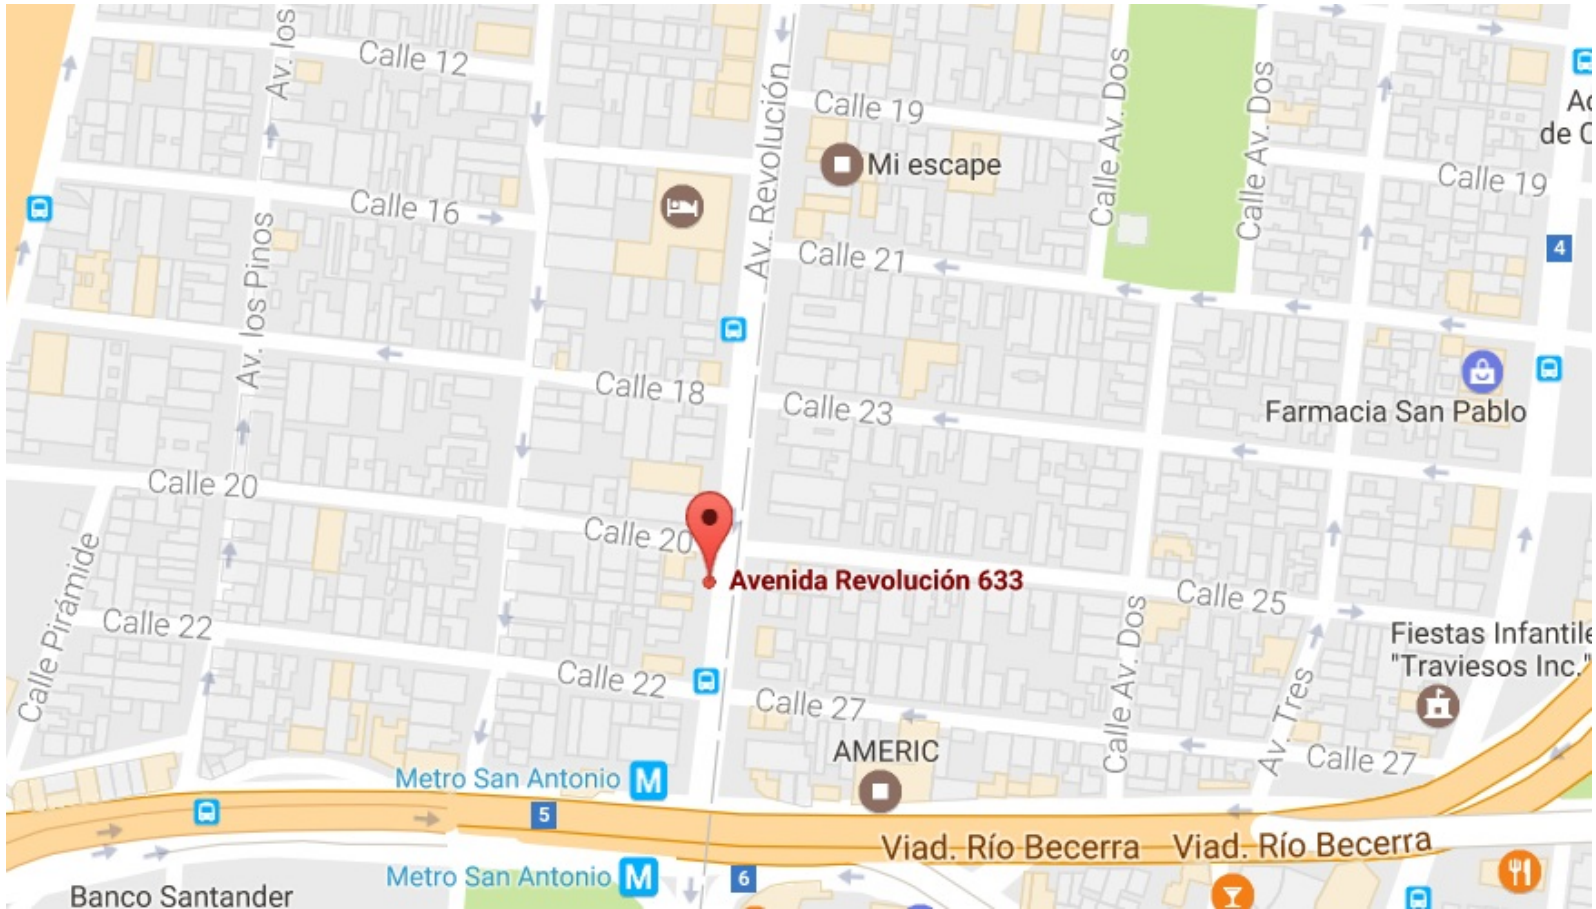 Av. los
Calle 12
Av. Revolución
Calle 19
Calle Av. Dos
Calle Av. Dos
de C
Mi escape
Calle 19
Calle 16
Av. los Pinos
Calle 21
4
Calle 18
Calle 23
Farmacia San Pablo
Calle 20
Calle 20
Avenida Revolución 633
Calle 25
Calle Pirámide
Calle 22
Calle Av. Dos
Fiestas Infantile
"Traviesos Inc."
Calle 22
Calle 27
Av. Tres
AMERIC
Calle 27
Metro San Antonio M
5
Viad. Río Becerra
Viad. Río Becerra
Metro San Antonio M
6
Banco Santander